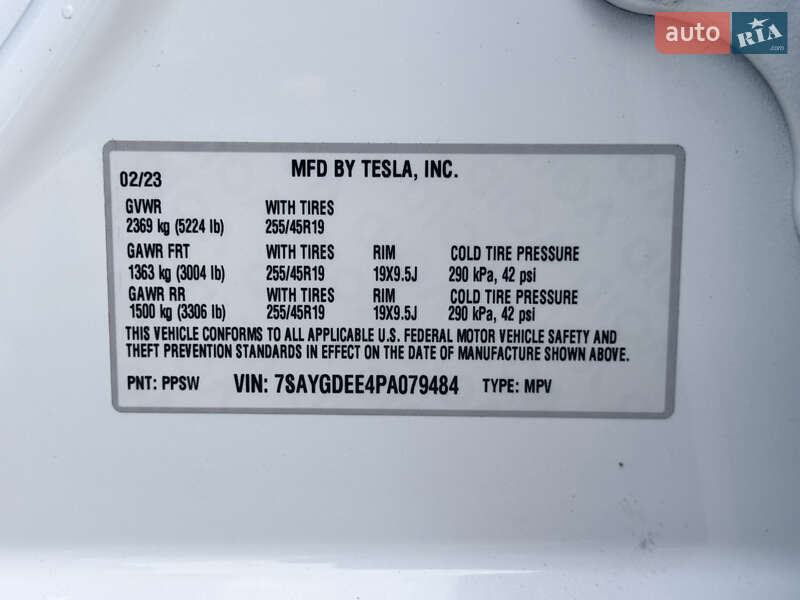 auto RIA.com
MFD BY TESLA, INC.
02/23
GVWR WITH TIRES
2369 kg (5224 lb) 255/45R19
GAWR FRT WITH TIRES RIM COLD TIRE PRESSURE
1363 kg (3004 lb) 255/45R19 19X9.5J 290 kPa, 42 psi
GAWR RR WITH TIRES RIM COLD TIRE PRESSURE
1500 kg (3306 lb) 255/45R19 19X9.5J 290 kPa, 42 psi
THIS VEHICLE CONFORMS TO ALL APPLICABLE U.S. FEDERAL MOTOR VEHICLE SAFETY AND
THEFT PREVENTION STANDARDS IN EFFECT ON THE DATE OF MANUFACTURE SHOWN ABOVE.
PNT: PPSW VIN: 7SAYGDEE4PA079484 TYPE: MPV